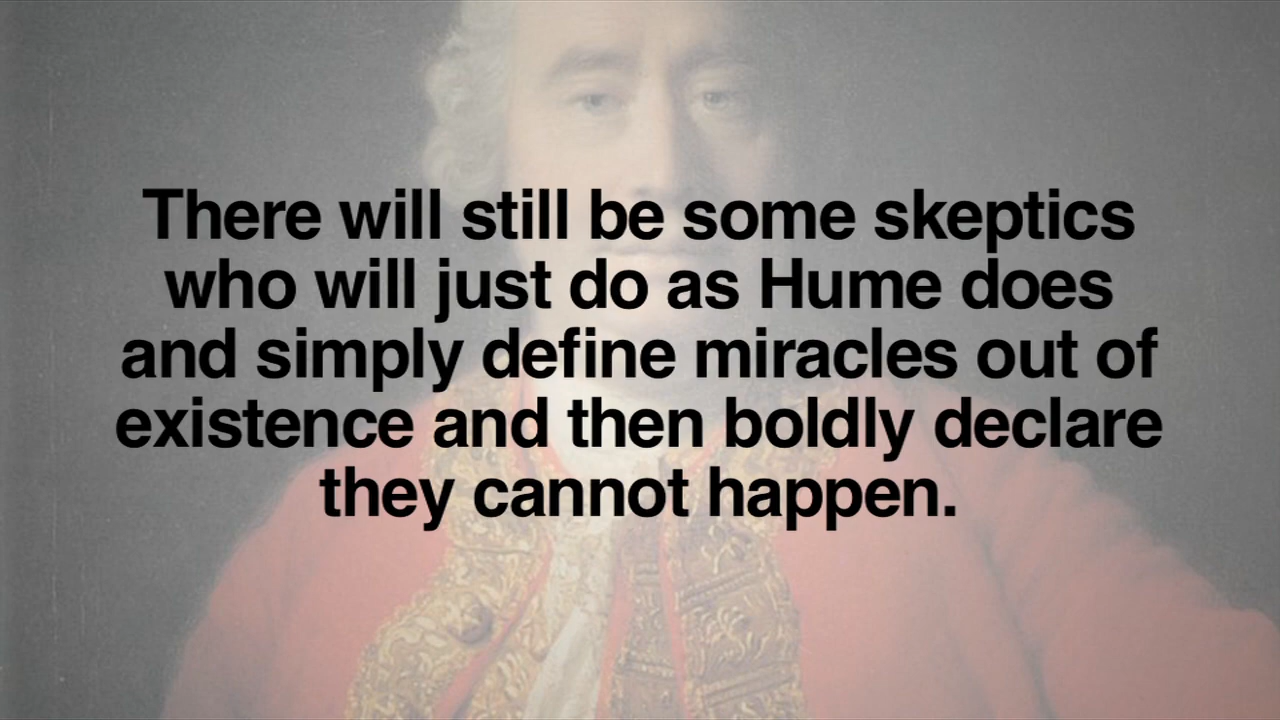 There will still be some skeptics
who will just do as Hume does
and simply define miracles out of
existence and then boldly declare
they cannot happen.